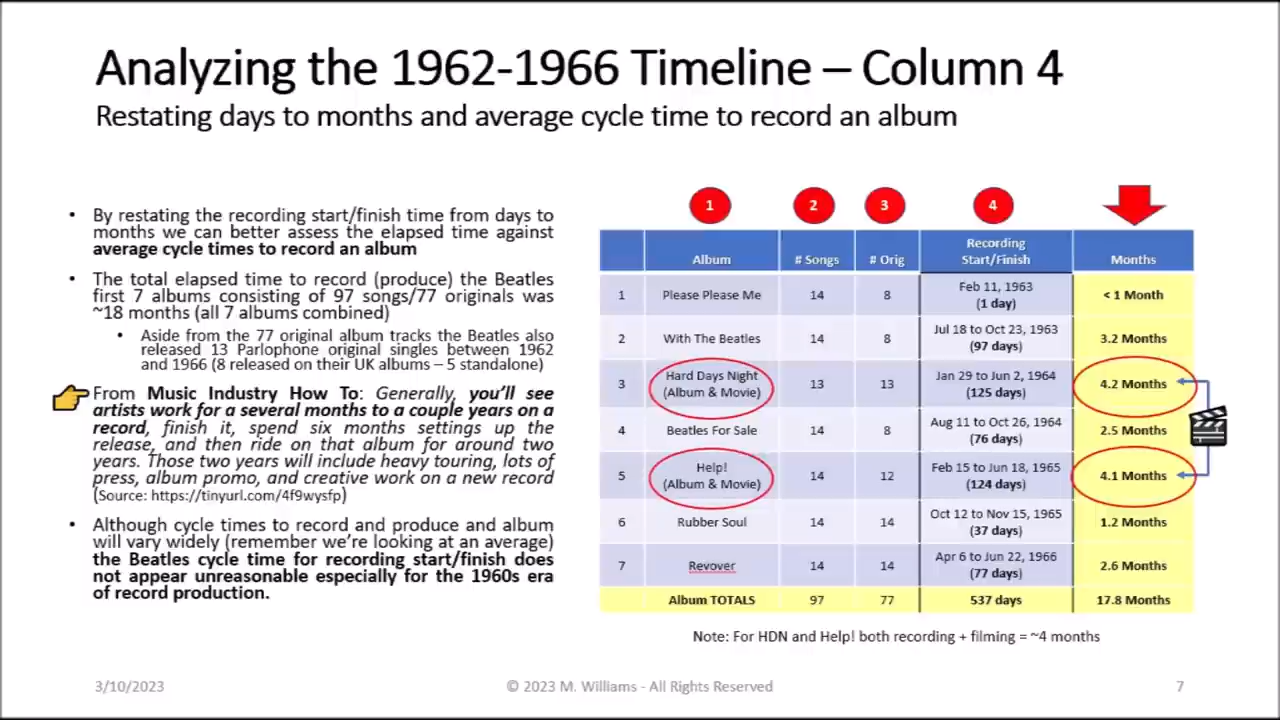 Analyzing the 1962-1966 Timeline – Column 4
Restating days to months and average cycle time to record an album
• By restating the recording start/finish time from days to
months we can better assess the elapsed time against
average cycle times to record an album
• The total elapsed time to record (produce) the Beatles
first 7 albums consisting of 97 songs/77 originals was
~18 months (all 7 albums combined)
• Aside from the 77 original album tracks the Beatles also
released 13 Parlophone original singles between 1962
and 1966 (8 released on their UK albums – 5 standalone)
From Music Industry How To: Generally, you'll see
artists work for a several months to a couple years on a
record, finish it, spend six months settings up the
release, and then ride on that album for around two
years. Those two years will include heavy touring, lots of
press, album promo, and creative work on a new record
(Source: https://tinyurl.com/4f9wysfp)
• Although cycle times to record and produce and album
will vary widely (remember we're looking at an average)
the Beatles cycle time for recording start/finish does
not appear unreasonable especially for the 1960s era
of record production.
1 2 3 4
Recording
Album # Songs # Orig Start/Finish Months
1 Please Please Me 14 8 Feb 11, 1963 < 1 Month
(1 day)
2 With The Beatles 14 8 Jul 18 to Oct 23, 1963 3.2 Months
(97 days)
3 Hard Days Night 13 13 Jan 29 to Jun 2, 1964 4.2 Months
(Album & Movie) (125 days)
4 Beatles For Sale 14 8 Aug 11 to Oct 26, 1964 2.5 Months
(76 days)
5 Help! 14 12 Feb 15 to Jun 18, 1965 4.1 Months
(Album & Movie) (124 days)
6 Rubber Soul 14 14 Oct 12 to Nov 15, 1965 1.2 Months
(37 days)
7 Revover 14 14 Apr 6 to Jun 22, 1966 2.6 Months
(77 days)
Album TOTALS 97 77 537 days 17.8 Months
Note: For HDN and Help! both recording + filming = ~4 months
3/10/2023 © 2023 M. Williams - All Rights Reserved 7